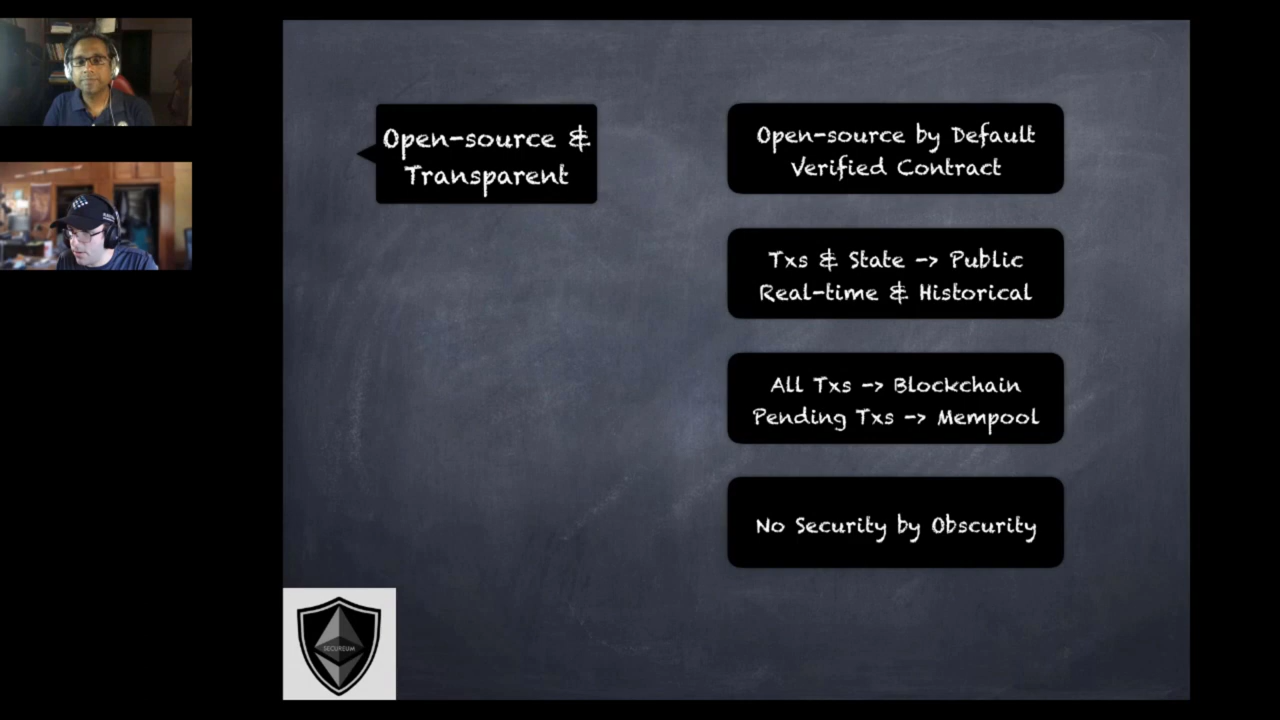 Open-source &
Transparent
Open-source by Default
Verified Contract
Txs & State -> Public
Real-time & Historical
All Txs -> Blockchain
Pending Txs -> Mempool
No Security by Obscurity
SECUREUM